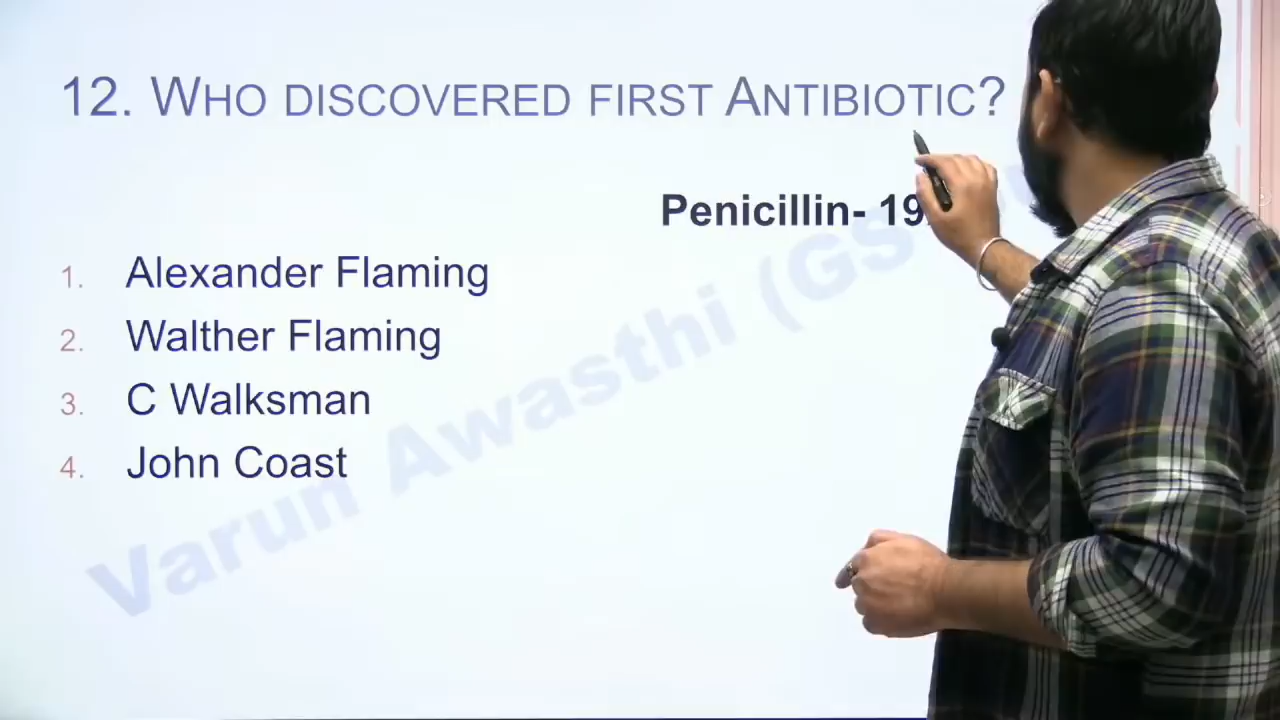 12. WHO DISCOVERED FIRST ANTIBIOTIC?
Penicillin- 19
1. Alexander Flaming
2. Walther Flaming
3. C Walksman
4. John Coast
Varun Awasthi (GS